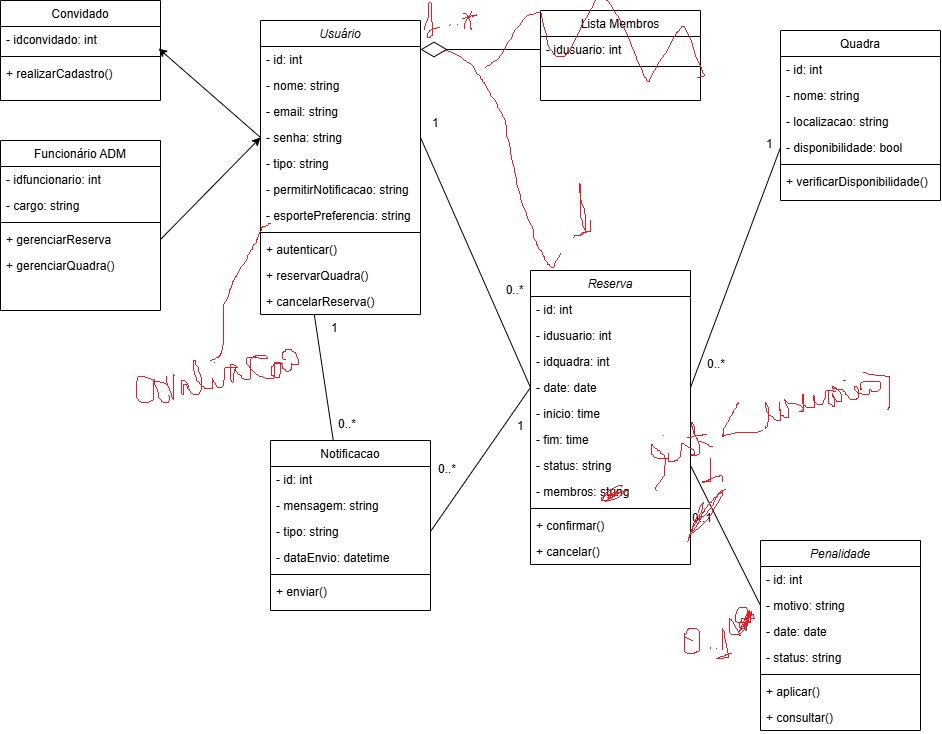 Convidado
- idconvidado: int
+ realizarCadastro()
Funcionário ADM
- idfuncionario: int
- cargo: string
+ gerenciarReserva
+ gerenciarQuadra()
Usuário
- id: int
- nome: string
- email: string
- senha: string
- tipo: string
- permitirNotificacao: string
- esportePreferencia: string
+ autenticar()
+ reservarQuadra()
+ cancelarReserva()
1..*
Lista Membros
- idusuario: int
Quadra
- id: int
- nome: string
- localizacao: string
- disponibilidade: bool
+ verificarDisponibilidade()
1
1
1
0..*
0..*
Reserva
- id: int
- idusuario: int
- idquadra: int
- date: date
- inicio: time
- fim: time
- status: string
- membros: string
+ confirmar()
+ cancelar()
1
avaliacao
0..*
1
0..*
Notificacao
- id: int
- mensagem: string
- tipo: string
- dataEnvio: datetime
+ enviar()
1
0..1
0..1
Penalidade
- id: int
- motivo: string
- date: date
- status: string
+ aplicar()
+ consultar()